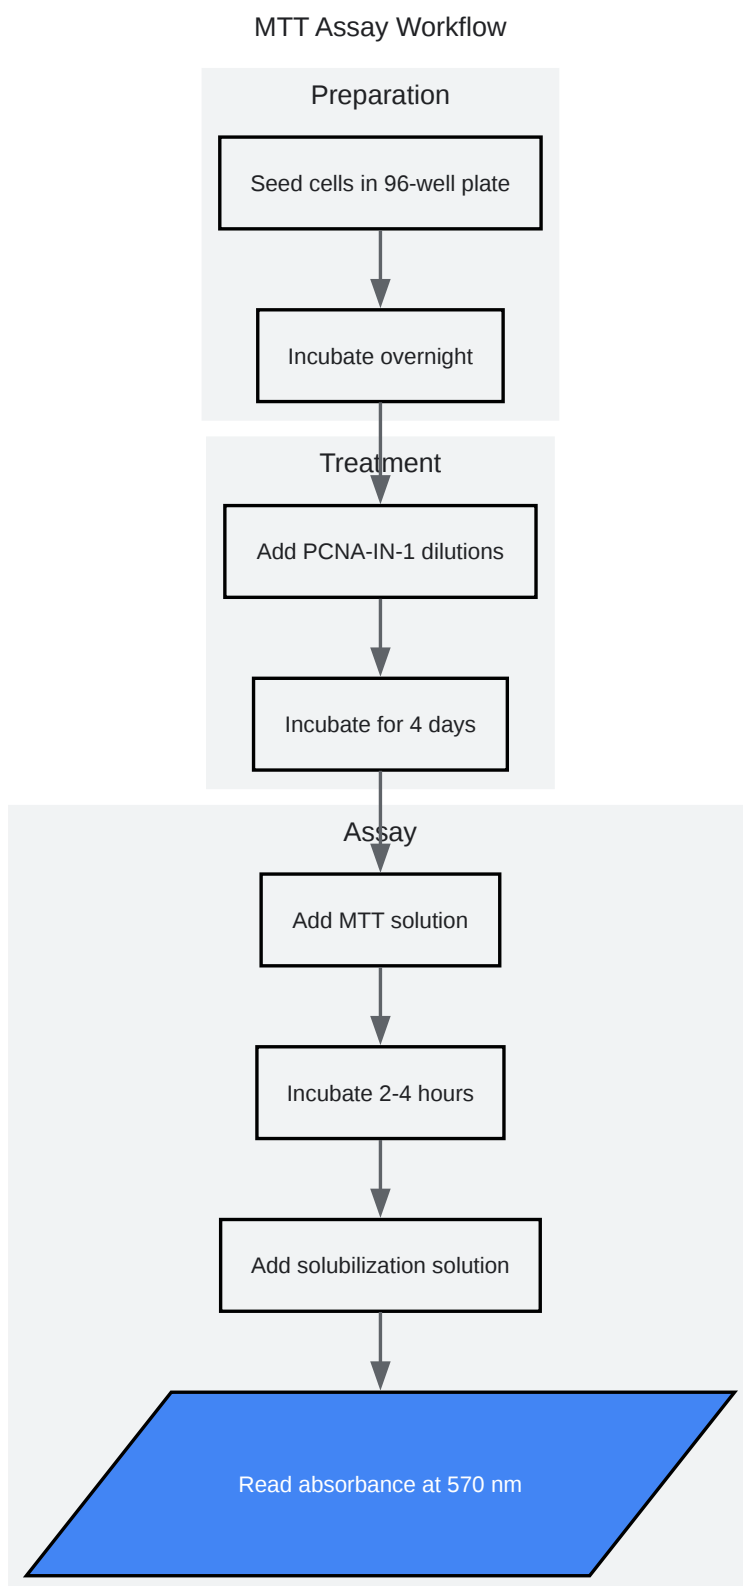 MTT Assay Workflow
Preparation
Seed cells in 96-well plate
Incubate overnight
Treatment
Add PCNA-IN-1 dilutions
Incubate for 4 days
Assay
Add MTT solution
Incubate 2-4 hours
Add solubilization solution
Read absorbance at 570 nm